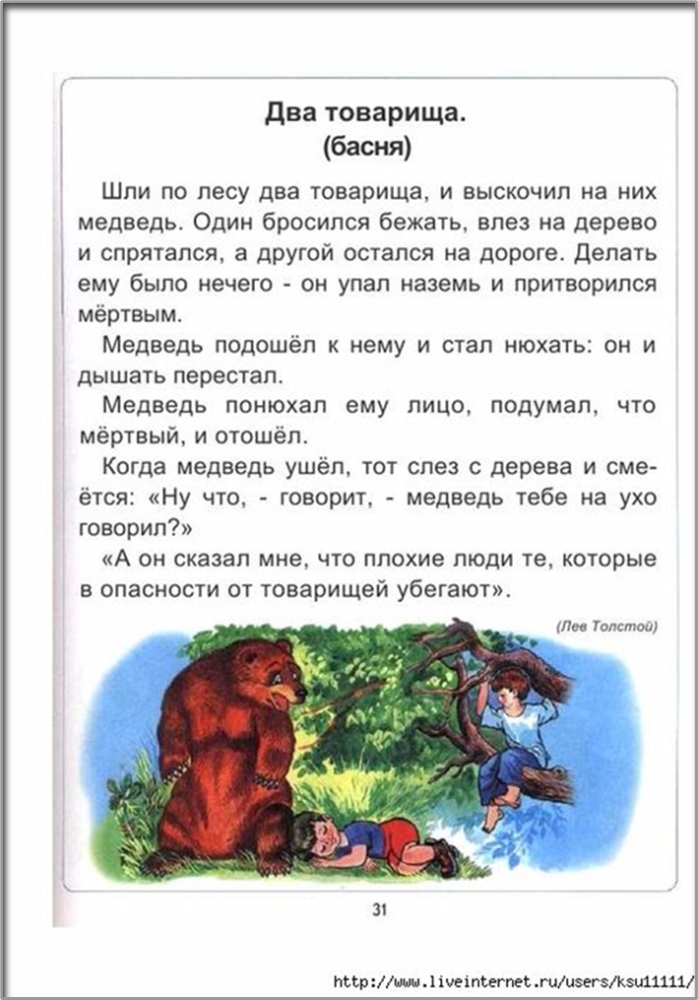 Два товарища.
(басня)
Шли по лесу два товарища, и выскочил на них
медведь. Один бросился бежать, влез на дерево
и спрятался, а другой остался на дороге. Делать
ему было нечего - он упал наземь и притворился
мёртвым.
Медведь подошёл к нему и стал нюхать: он и
дышать перестал.
Медведь понюхал ему лицо, подумал, что
мёртвый, и отошёл.
Когда медведь ушёл, тот слез с дерева и сме-
ётся: «Ну что, - говорит, - медведь тебе на ухо
говорил?»
«А он сказал мне, что плохие люди те, которые
в опасности от товарищей убегают».
(Лев Толстой)
31
http://www.liveinternet.ru/users/ksu11111/